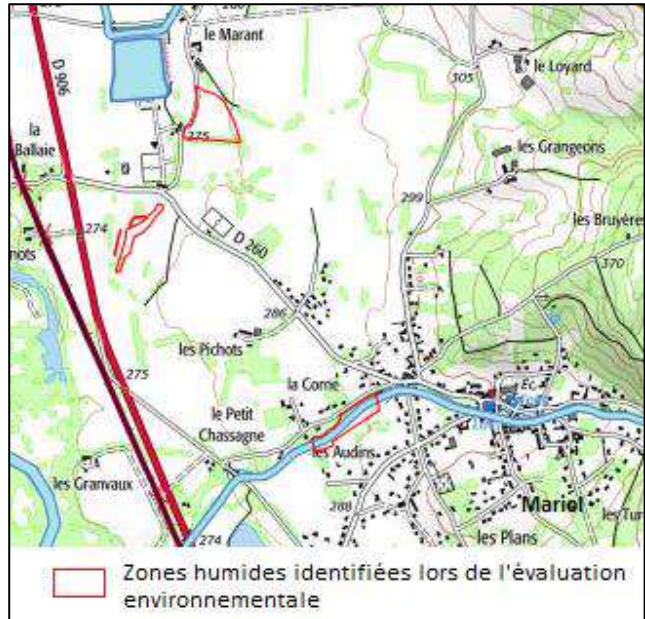 le Marant
D 906
le Loyard
305
la Ballaie
275
les Grangeons
299
les Bruyères
274
D 260
370
286
les Pichots
275
la Corne
Éc.
le Petit
Chassagne
les Audins
les Granvaux
288
Mariol
274
les Plans
Zones humides identifiées lors de l'évaluation
environnementale